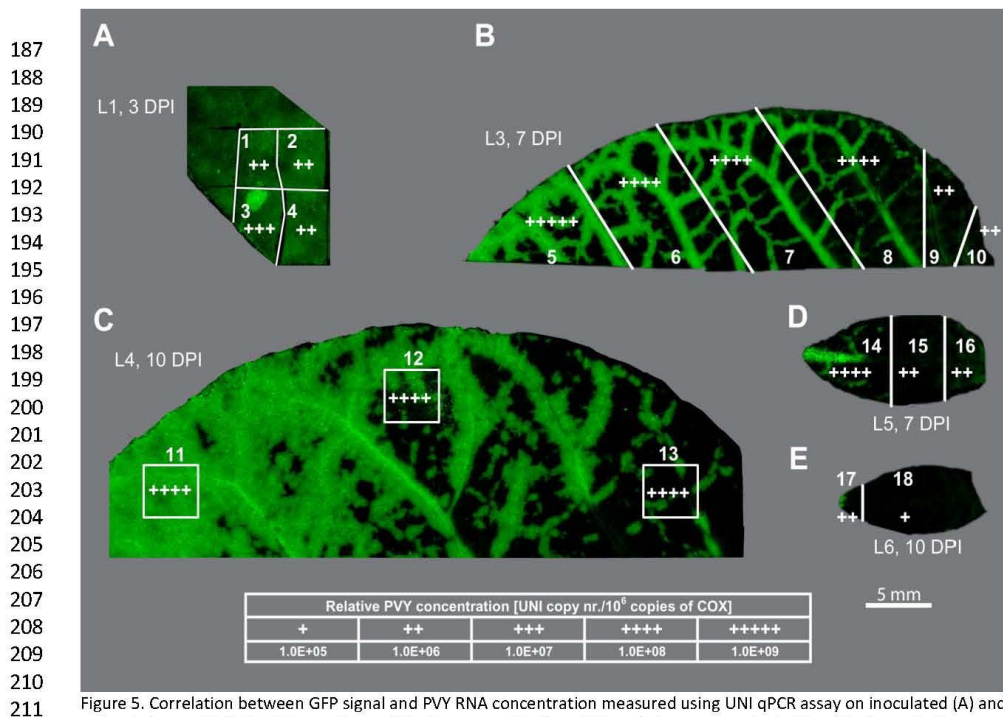 187
188
189
190
191
192
193
194
195
196
197
198
199
200
201
202
203
204
205
206
207
208
209
210
211
A
L1, 3 DPI
1 2
++ ++
3 4
+++ ++
B
L3, 7 DPI
+++++ ++++ ++++ ++++ ++ ++
5 6 7 8 9 10
C
L4, 10 DPI
12
++++
11
++++
13
++++
D
14 15 16
++++ ++ ++
L5, 7 DPI
E
17 18
++ +
L6, 10 DPI
5 mm
Relative PVY concentration [UNI copy nr./10⁶ copies of COX]
+ ++ +++ ++++ +++++
1.0E+05 1.0E+06 1.0E+07 1.0E+08 1.0E+09
Figure 5. Correlation between GFP signal and PVY RNA concentration measured using UNI qPCR assay on inoculated (A) and